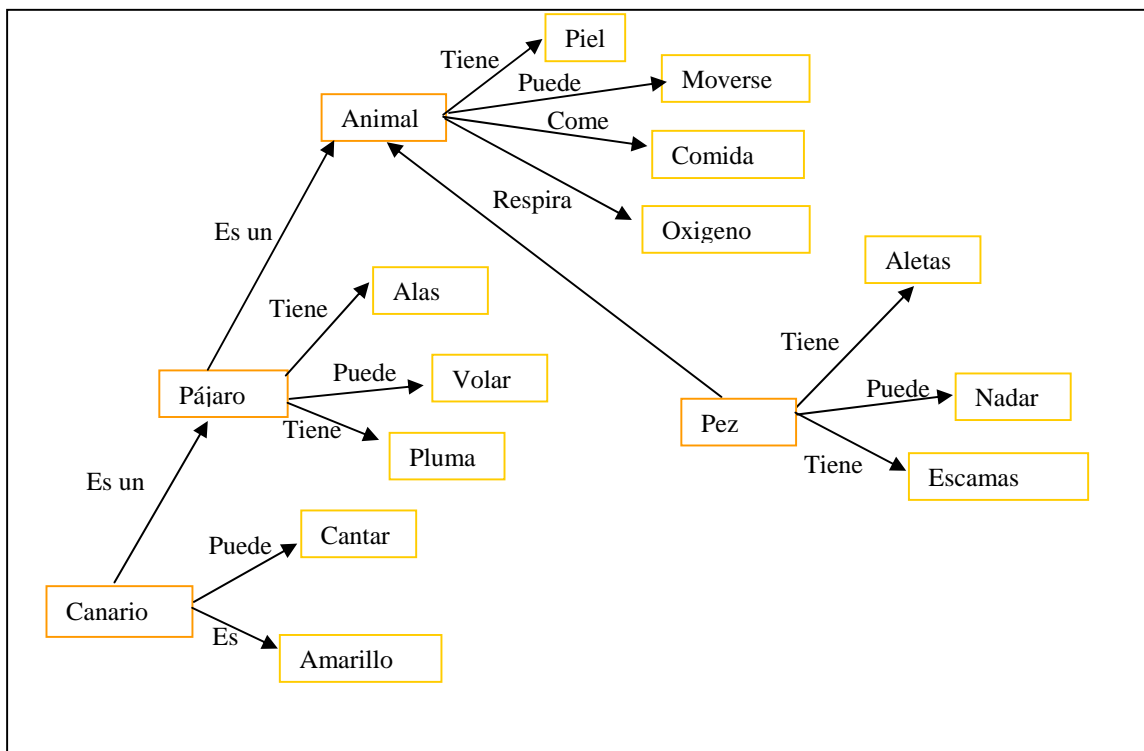 Piel
Tiene
Puede
Moverse
Animal
Come
Comida
Respira
Oxigeno
Es un
Aletas
Alas
Tiene
Tiene
Puede
Volar
Pájaro
Puede
Nadar
Pez
Tiene
Pluma
Tiene
Escamas
Es un
Puede
Cantar
Canario
Es
Amarillo